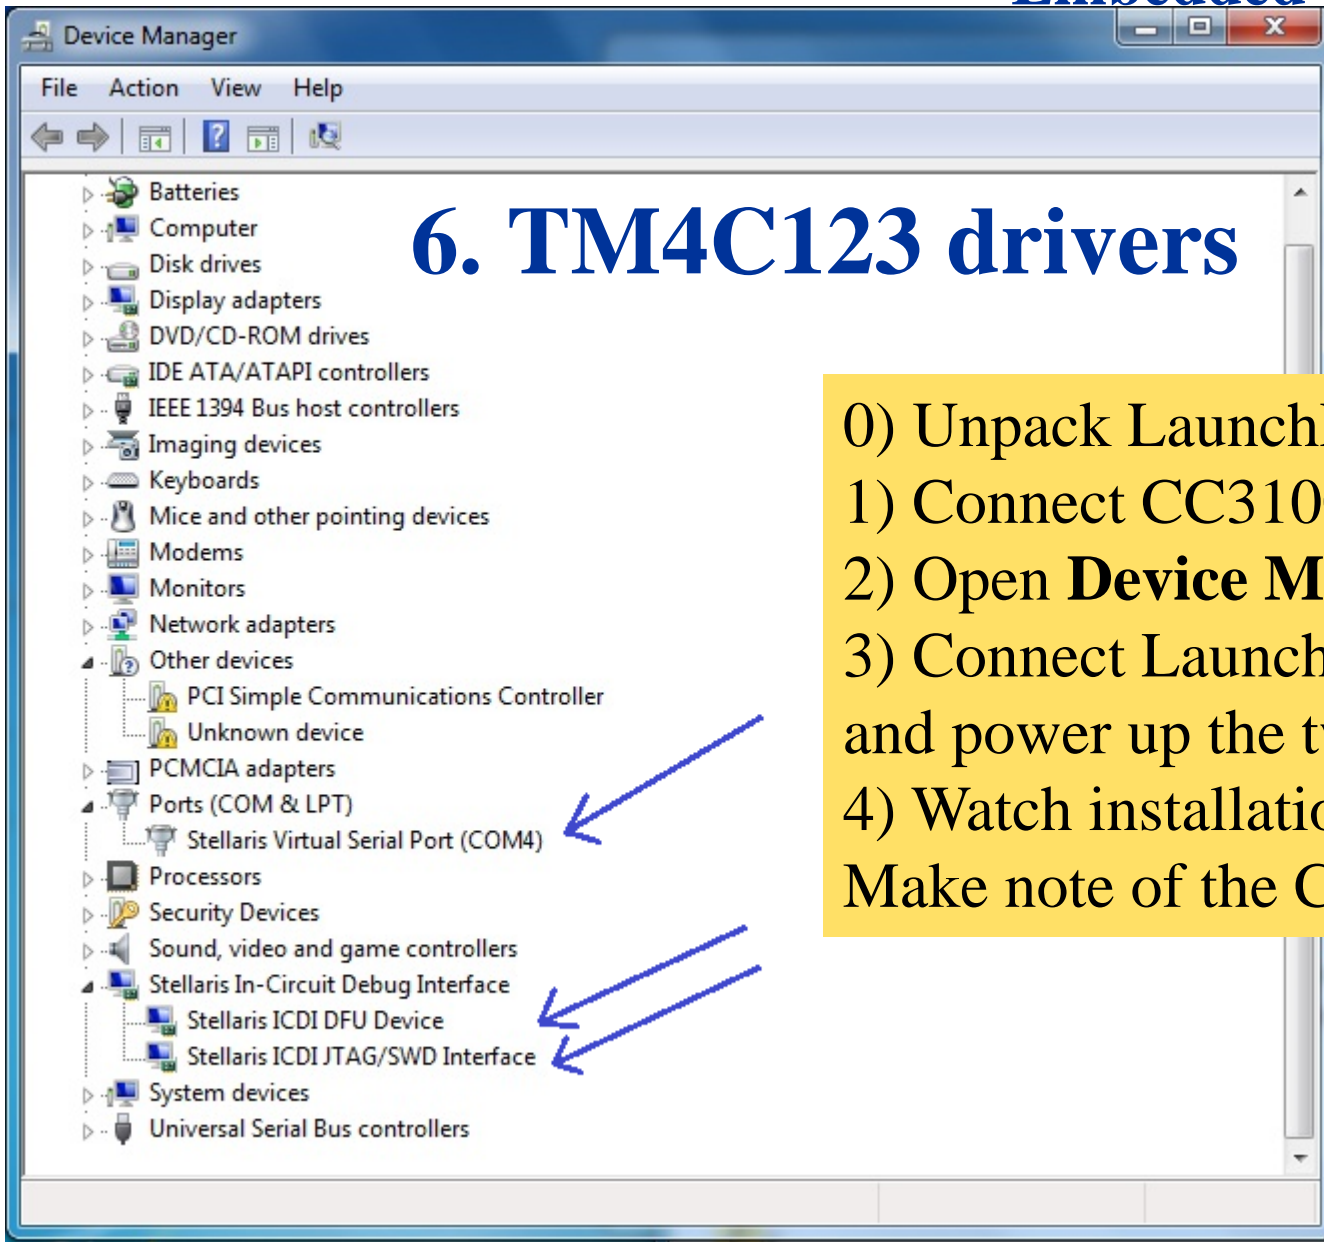 Embedded
Device Manager
File Action View Help
Batteries
Computer
Disk drives
Display adapters
DVD/CD-ROM drives
IDE ATA/ATAPI controllers
IEEE 1394 Bus host controllers
Imaging devices
Keyboards
Mice and other pointing devices
Modems
Monitors
Network adapters
Other devices
PCI Simple Communications Controller
Unknown device
PCMCIA adapters
Ports (COM & LPT)
Stellaris Virtual Serial Port (COM4)
Processors
Security Devices
Sound, video and game controllers
Stellaris In-Circuit Debug Interface
Stellaris ICDI DFU Device
Stellaris ICDI JTAG/SWD Interface
System devices
Universal Serial Bus controllers
6. TM4C123 drivers
0) Unpack Launch
1) Connect CC310
2) Open Device M
3) Connect Launch
and power up the
4) Watch installatio
Make note of the C